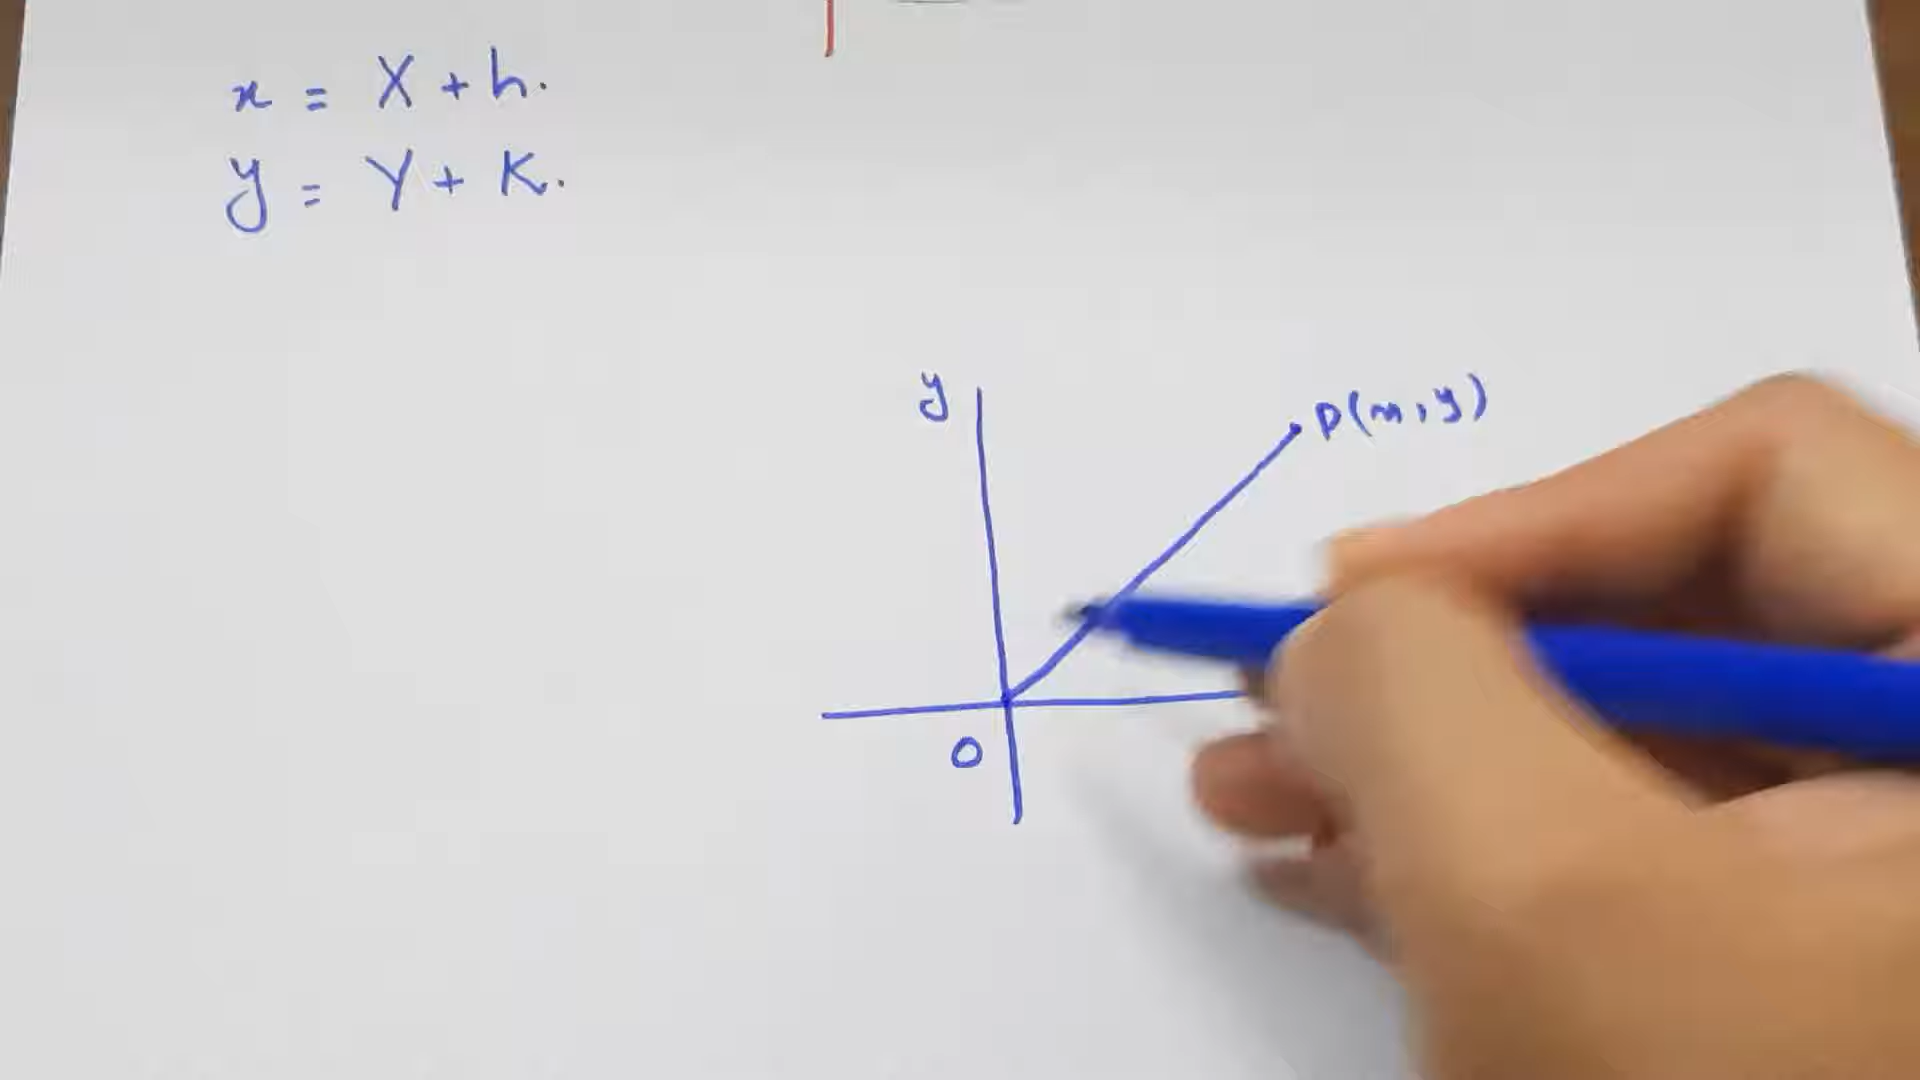 x = X + h.
y = Y + K.
y
P(x, y)
O